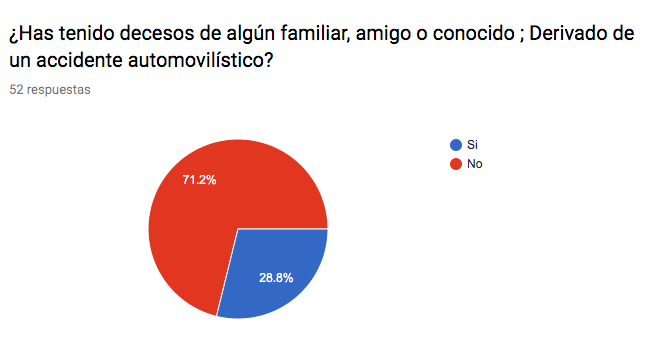 ¿Has tenido decesos de algún familiar, amigo o conocido ; Derivado de
un accidente automovilístico?
52 respuestas
Si
No
71.2%
28.8%